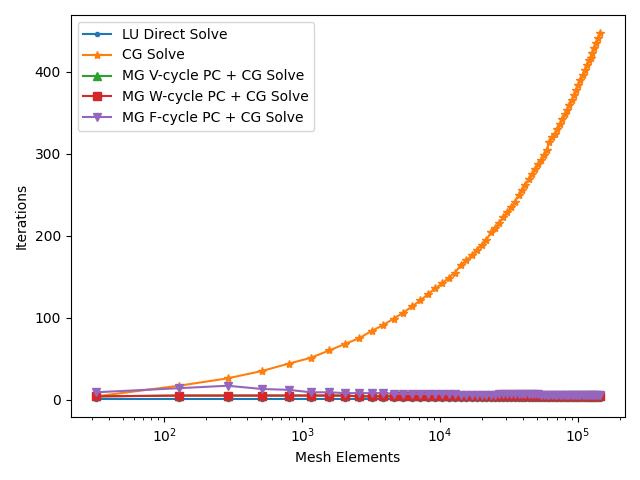 LU Direct Solve
CG Solve
MG V-cycle PC + CG Solve
MG W-cycle PC + CG Solve
MG F-cycle PC + CG Solve
400
300
200
100
0
Iterations
10²
10³
10⁴
10⁵
Mesh Elements